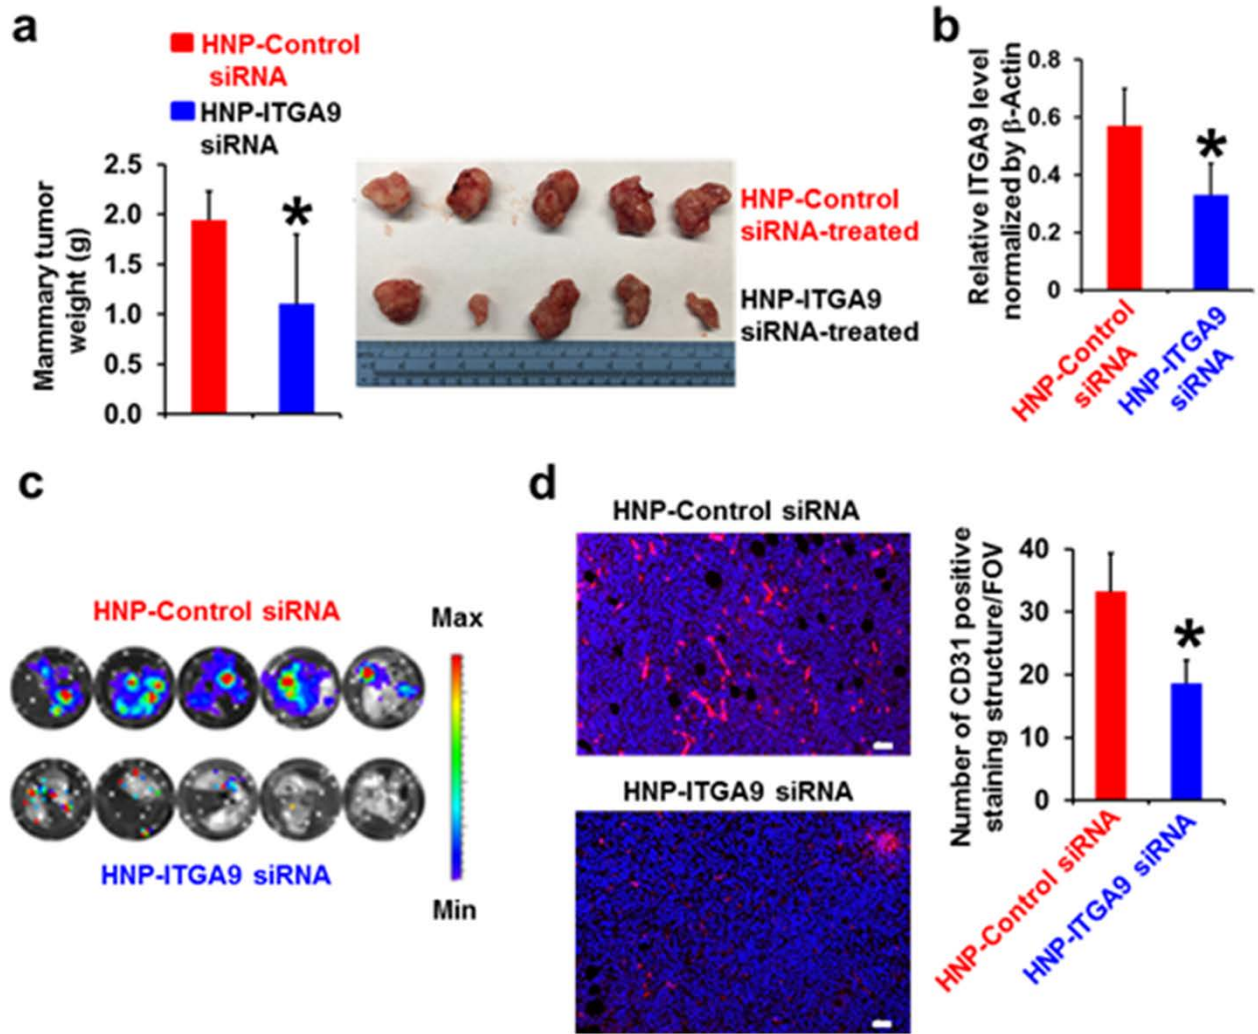 a
HNP-Control
siRNA
HNP-ITGA9
siRNA
Mammary tumor
weight (g)
2.5
2.0
1.5
1.0
0.5
0.0
*
HNP-Control
siRNA-treated
HNP-ITGA9
siRNA-treated
b
Relative ITGA9 level
normalized by β-Actin
0.8
0.6
0.4
0.2
0
*
HNP-Control
siRNA
HNP-ITGA9
siRNA
c
HNP-Control siRNA
HNP-ITGA9 siRNA
Max
Min
d
HNP-Control siRNA
HNP-ITGA9 siRNA
Number of CD31 positive
staining structure/FOV
40
30
20
10
0
*
HNP-Control siRNA
HNP-ITGA9 siRNA